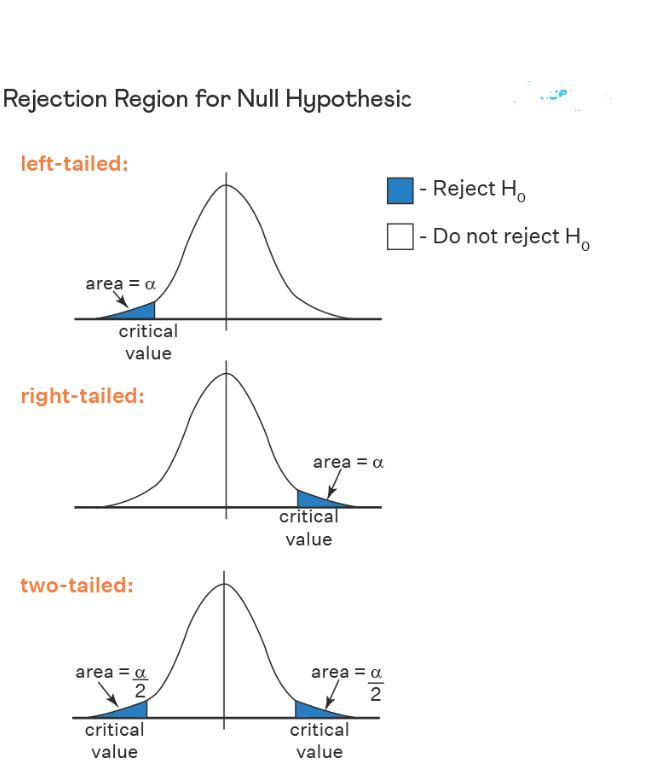 Rejection Region for Null Hypothesis
left-tailed:
- Reject H₀
- Do not reject H₀
area = α
critical
value
right-tailed:
area = α
critical
value
two-tailed:
area = α/2
area = α/2
critical
value
critical
value